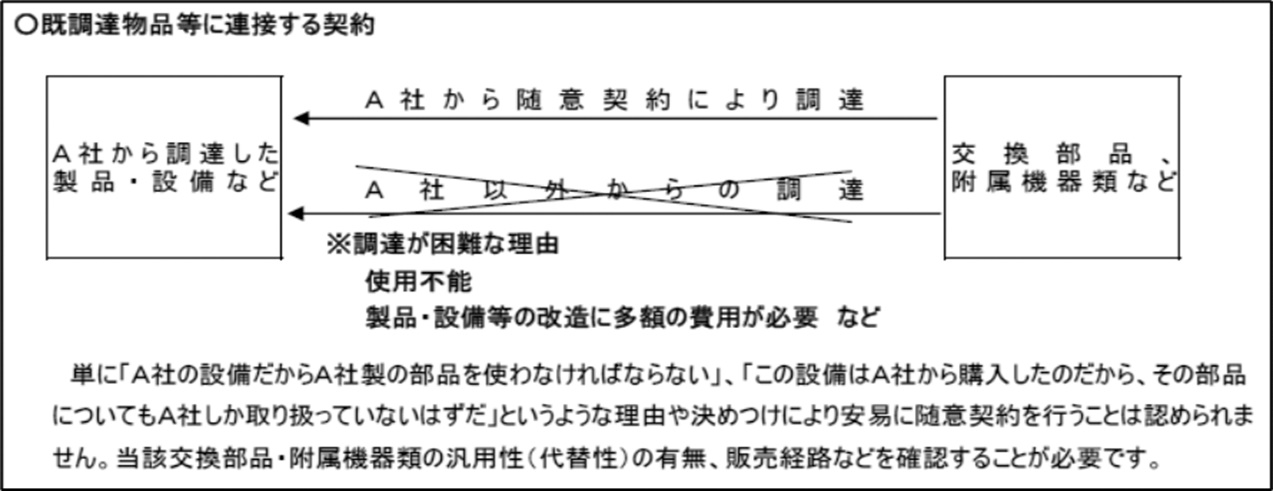 〇既調達物品等に連接する契約
A社から随意契約により調達
A社から調達した
製品・設備など
交換部品、
附属機器類など
A社以外からの調達
※調達が困難な理由
使用不能
製品・設備等の改造に多額の費用が必要 など
単に「A社の設備だからA社製の部品を使わなければならない」、「この設備はA社から購入したのだから、その部品
についてもA社しか取り扱っていないはずだ」というような理由や決めつけにより安易に随意契約を行うことは認められま
せん。当該交換部品・附属機器類の汎用性(代替性)の有無、販売経路などを確認することが必要です。